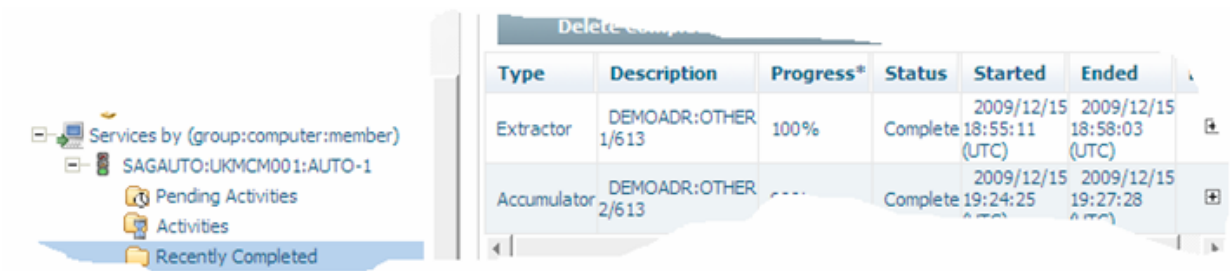 Delete
Type Description Progress* Status Started Ended
Services by (group:computer:member)
SAGAUTO:UKMCM001:AUTO-1
Pending Activities
Activities
Recently Completed
Extractor DEMOADR:OTHER 1/613 100% Complete 2009/12/15 18:55:11 (UTC) 2009/12/15 18:58:03 (UTC)
Accumulator DEMOADR:OTHER 2/613 Complete 2009/12/15 19:24:25 (UTC) 2009/12/15 19:27:28 (UTC)